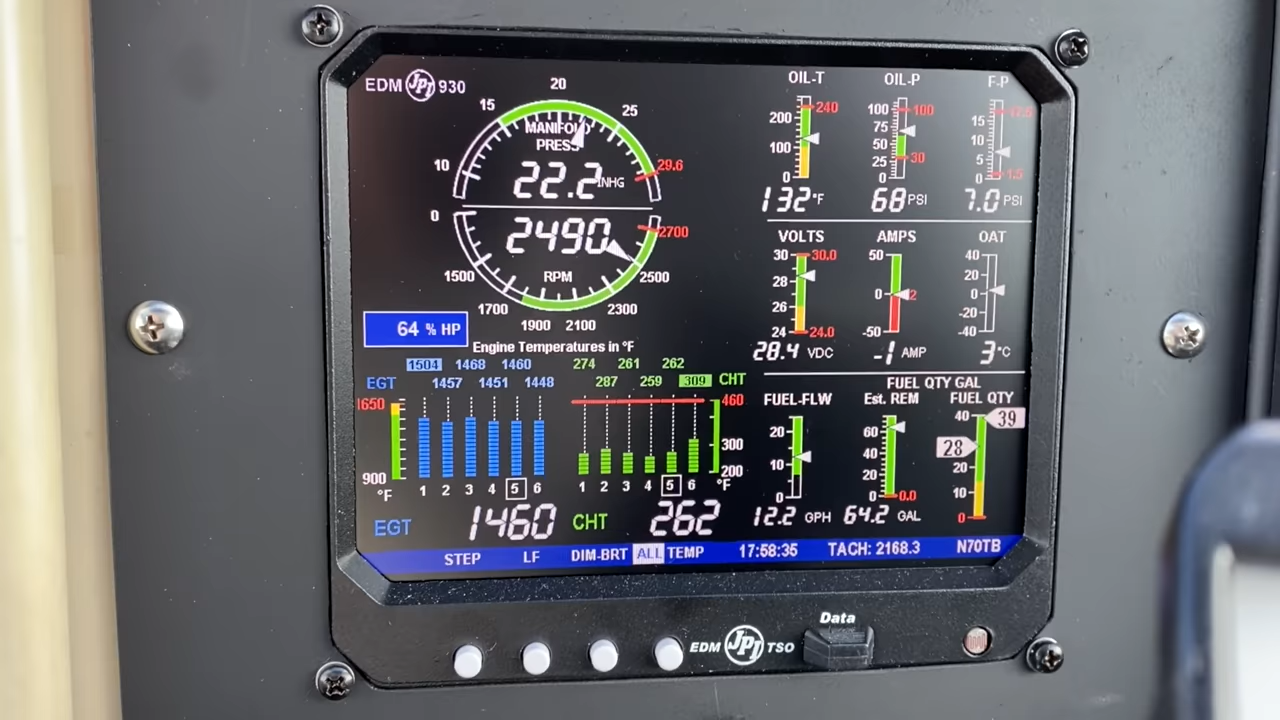 EDM JPI 930
20
15 25
MANIFOLD
PRESS
10 29.6
22.2 INHG
0
2490 2700
RPM
1500 2500
1700 2300
1900 2100
64 % HP
Engine Temperatures in °F
1504 1468 1460
EGT 1457 1451 1448
1650
900
°F
1 2 3 4 5 6
274 261 262
287 259 309 CHT
460
300
200
°F
1 2 3 4 5 6
EGT 1460 CHT 262
OIL-T OIL-P F-P
240
200
100
0
132 °F
100 100
75
50
25 30
0
68 PSI
17.5
15
10
5
1.5
0
7.0 PSI
VOLTS AMPS OAT
30 30.0
28
26
24 24.0
28.4 VDC
50
0
-50
-1 AMP
40
20
0
-20
-40
3 °C
FUEL QTY GAL
FUEL-FLW Est. REM FUEL QTY
20
10
0
12.2 GPH
60
40
20
0 0.0
64.2 GAL
40 39
28
20
10
0
STEP LF DIM-BRT ALL TEMP 17:58:35 TACH: 2168.3 N70TB
Data
EDM JPI TSO